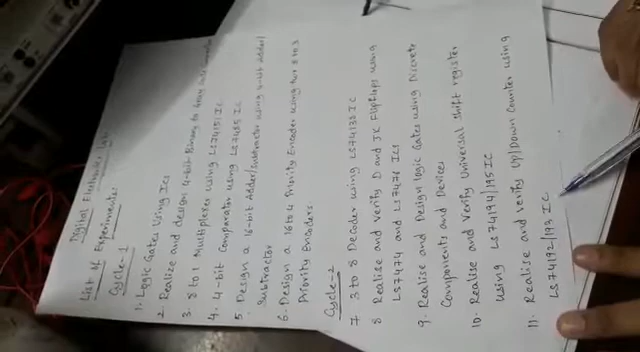 Digital Electronics Lab
List of Experiments:
Cycle-1
1. Logic Gates Using ICs
2. Realize and design 4-bit Binary to Gray
3. 8 to 1 Multiplexer using LS74151 IC
4. 4-bit Comparator using LS7485 IC
5. Design a 16-bit Adder/Subtractor using 4-bit Adder/
Subtractor
6. Design a 16 to 4 Priority Encoder using 8 to 3
Priority Encoders
Cycle-2
7 3 to 8 Decoder using LS74138 IC
8 Realise and verify D and JK Flipflops using
LS7474 and LS7476 ICs
9. Realise and Design logic Gates using Discrete
Components and Devices
10. Realise and Verify Universal shift register
using LS74194/195 IC
11. Realise and verify Up/Down Counter using
LS74192/193 IC